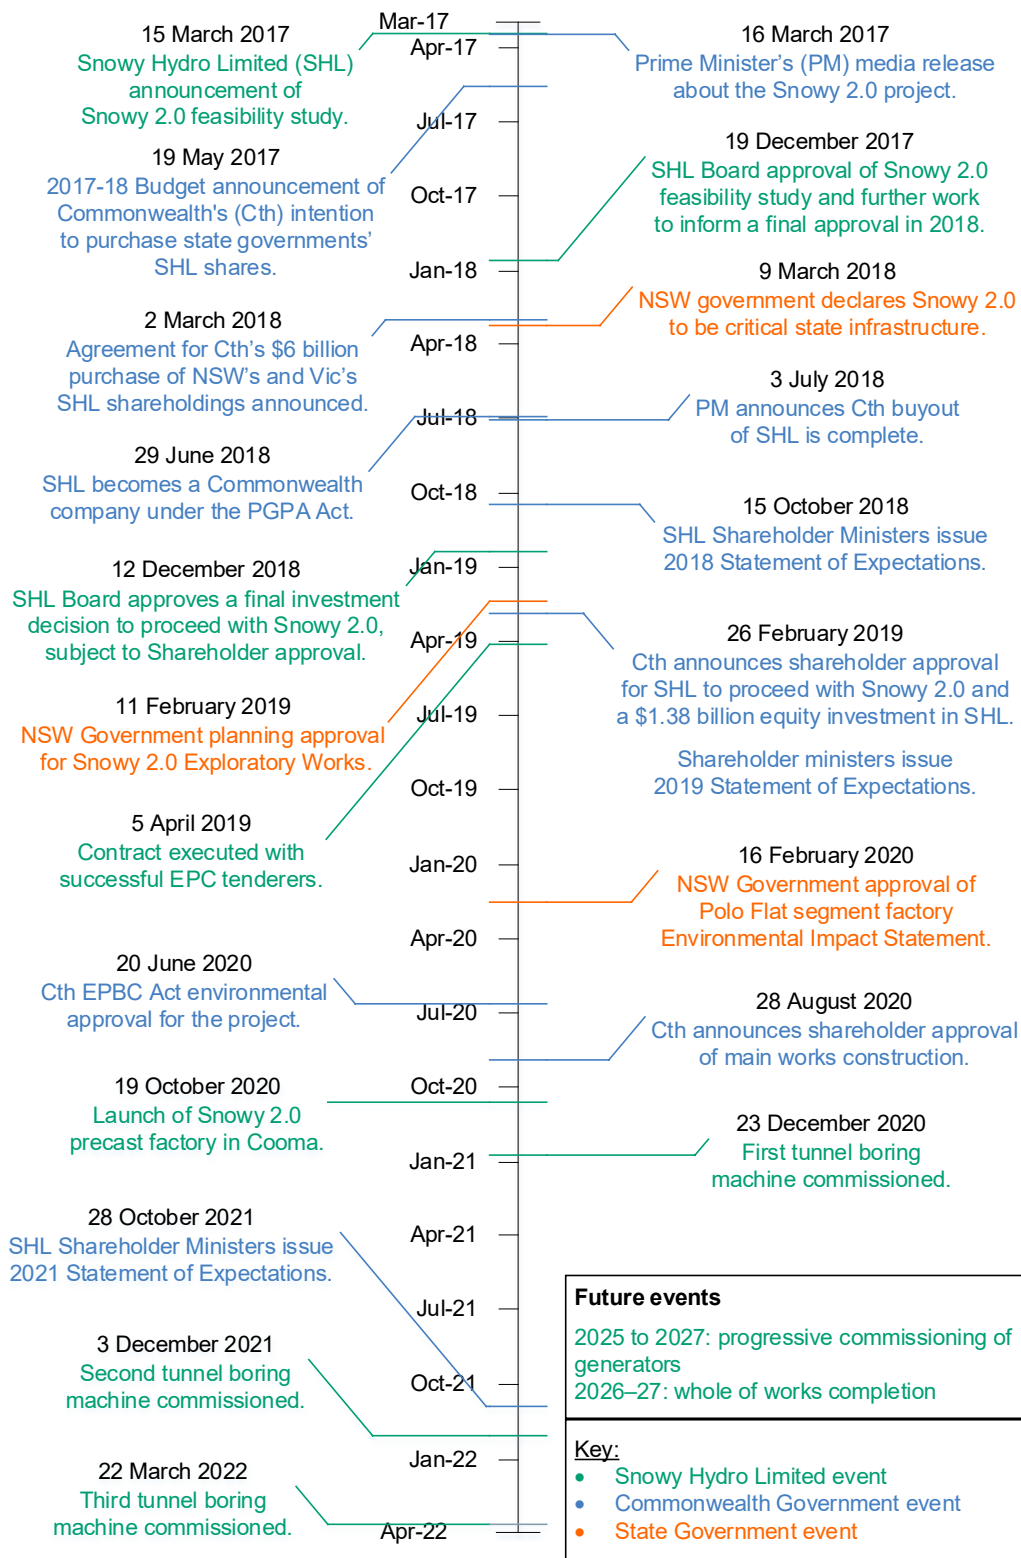 Mar-17
15 March 2017
Snowy Hydro Limited (SHL)
announcement of
Snowy 2.0 feasibility study.
16 March 2017
Prime Minister's (PM) media release
about the Snowy 2.0 project.
Apr-17
19 May 2017
2017-18 Budget announcement of
Commonwealth's (Cth) intention
to purchase state governments'
SHL shares.
Jul-17
19 December 2017
SHL Board approval of Snowy 2.0
feasibility study and further work
to inform a final approval in 2018.
Oct-17
Jan-18
9 March 2018
NSW government declares Snowy 2.0
to be critical state infrastructure.
2 March 2018
Agreement for Cth's $6 billion
purchase of NSW's and Vic's
SHL shareholdings announced.
Apr-18
3 July 2018
PM announces Cth buyout
of SHL is complete.
Jul-18
29 June 2018
SHL becomes a Commonwealth
company under the PGPA Act.
Oct-18
15 October 2018
SHL Shareholder Ministers issue
2018 Statement of Expectations.
12 December 2018
SHL Board approves a final investment
decision to proceed with Snowy 2.0,
subject to Shareholder approval.
Jan-19
26 February 2019
Cth announces shareholder approval
for SHL to proceed with Snowy 2.0 and
a $1.38 billion equity investment in SHL.
Shareholder ministers issue
2019 Statement of Expectations.
Apr-19
11 February 2019
NSW Government planning approval
for Snowy 2.0 Exploratory Works.
Jul-19
Oct-19
5 April 2019
Contract executed with
successful EPC tenderers.
Jan-20
16 February 2020
NSW Government approval of
Polo Flat segment factory
Environmental Impact Statement.
Apr-20
20 June 2020
Cth EPBC Act environmental
approval for the project.
Jul-20
28 August 2020
Cth announces shareholder approval
of main works construction.
Oct-20
19 October 2020
Launch of Snowy 2.0
precast factory in Cooma.
23 December 2020
First tunnel boring
machine commissioned.
Jan-21
28 October 2021
SHL Shareholder Ministers issue
2021 Statement of Expectations.
Apr-21
Jul-21
3 December 2021
Second tunnel boring
machine commissioned.
Oct-21
Jan-22
22 March 2022
Third tunnel boring
machine commissioned.
Apr-22
Future events
2025 to 2027: progressive commissioning of
generators
2026–27: whole of works completion
Key:
• Snowy Hydro Limited event
• Commonwealth Government event
• State Government event